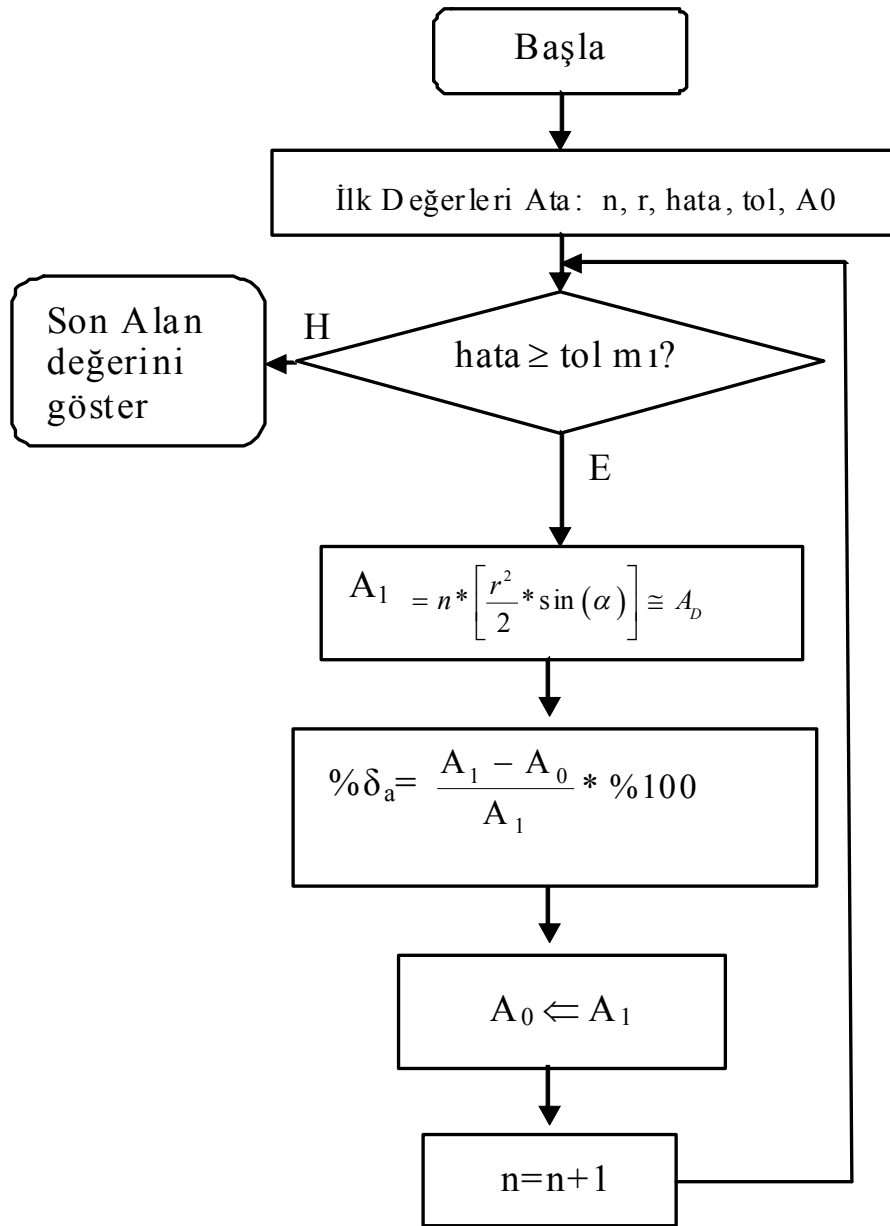 Başla
İlk Değerleri Ata: n, r, hata, tol, A0
hata ≥ tol mı?
H
Son Alan
değerini
göster
E
A₁ = n*[r²/2 * sin(α)] ≅ A_D
%δₐ= (A₁ − A₀)/A₁ * %100
A₀ ⇐ A₁
n=n+1